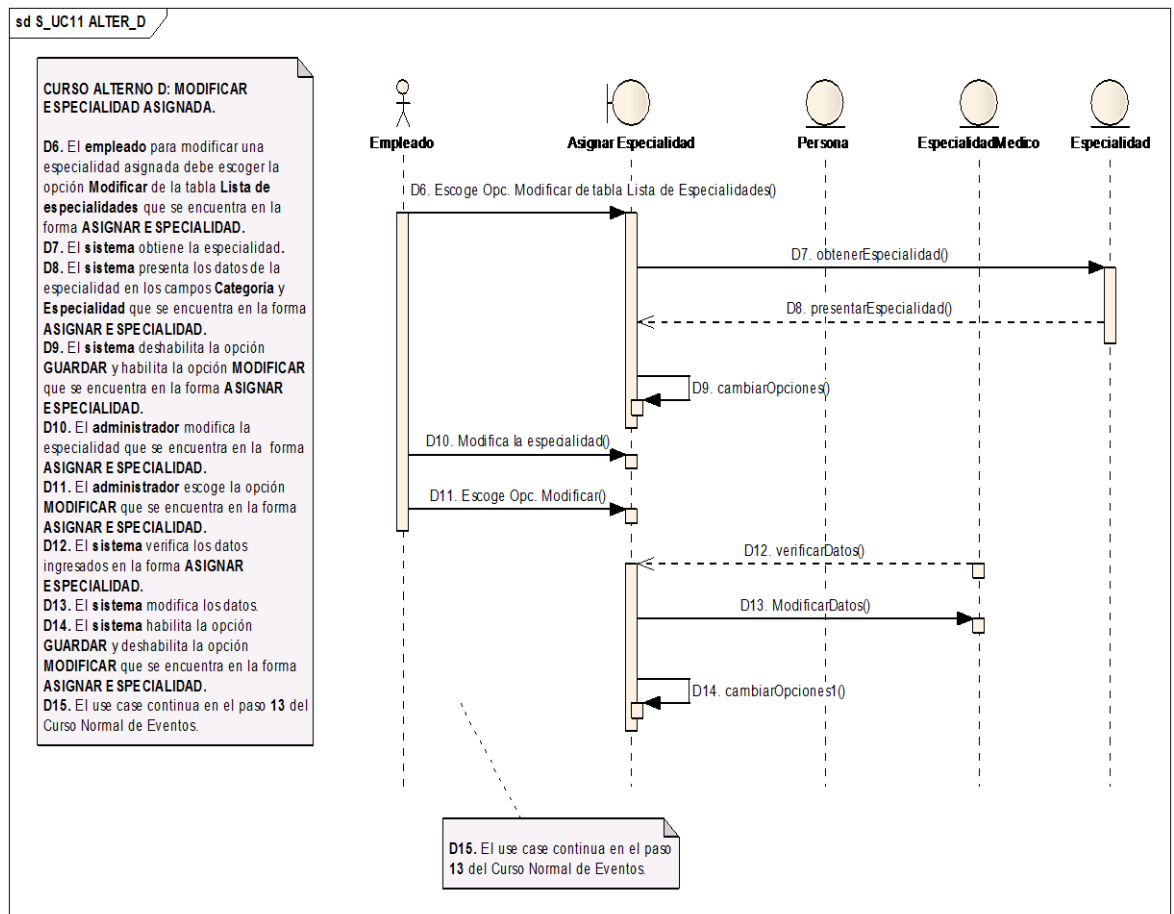 sd S_UC11 ALTER_D
CURSO ALTERNO D: MODIFICAR
ESPECIALIDAD ASIGNADA.
D6. El empleado para modificar una
especialidad asignada debe escoger la
opción Modificar de la tabla Lista de
especialidades que se encuentra en la
forma ASIGNAR ESPECIALIDAD.
D7. El sistema obtiene la especialidad.
D8. El sistema presenta los datos de la
especialidad en los campos Categoría y
Especialidad que se encuentra en la forma
ASIGNAR ESPECIALIDAD.
D9. El sistema deshabilita la opción
GUARDAR y habilita la opción MODIFICAR
que se encuentra en la forma ASIGNAR
ESPECIALIDAD.
D10. El administrador modifica la
especialidad que se encuentra en la forma
ASIGNAR ESPECIALIDAD.
D11. El administrador escoge la opción
MODIFICAR que se encuentra en la forma
ASIGNAR ESPECIALIDAD.
D12. El sistema verifica los datos
ingresados en la forma ASIGNAR
ESPECIALIDAD.
D13. El sistema modifica los datos.
D14. El sistema habilita la opción
GUARDAR y deshabilita la opción
MODIFICAR que se encuentra en la forma
ASIGNAR ESPECIALIDAD.
D15. El use case continua en el paso 13 del
Curso Normal de Eventos.
Empleado
Asignar Especialidad
Persona
EspecialidadMedico
Especialidad
D6. Escoge Opc. Modificar de tabla Lista de Especialidades()
D7. obtenerEspecialidad()
D8. presentarEspecialidad()
D9. cambiarOpciones()
D10. Modifica la especialidad()
D11. Escoge Opc. Modificar()
D12. verificarDatos()
D13. ModificarDatos()
D14. cambiarOpciones1()
D15. El use case continua en el paso
13 del Curso Normal de Eventos.